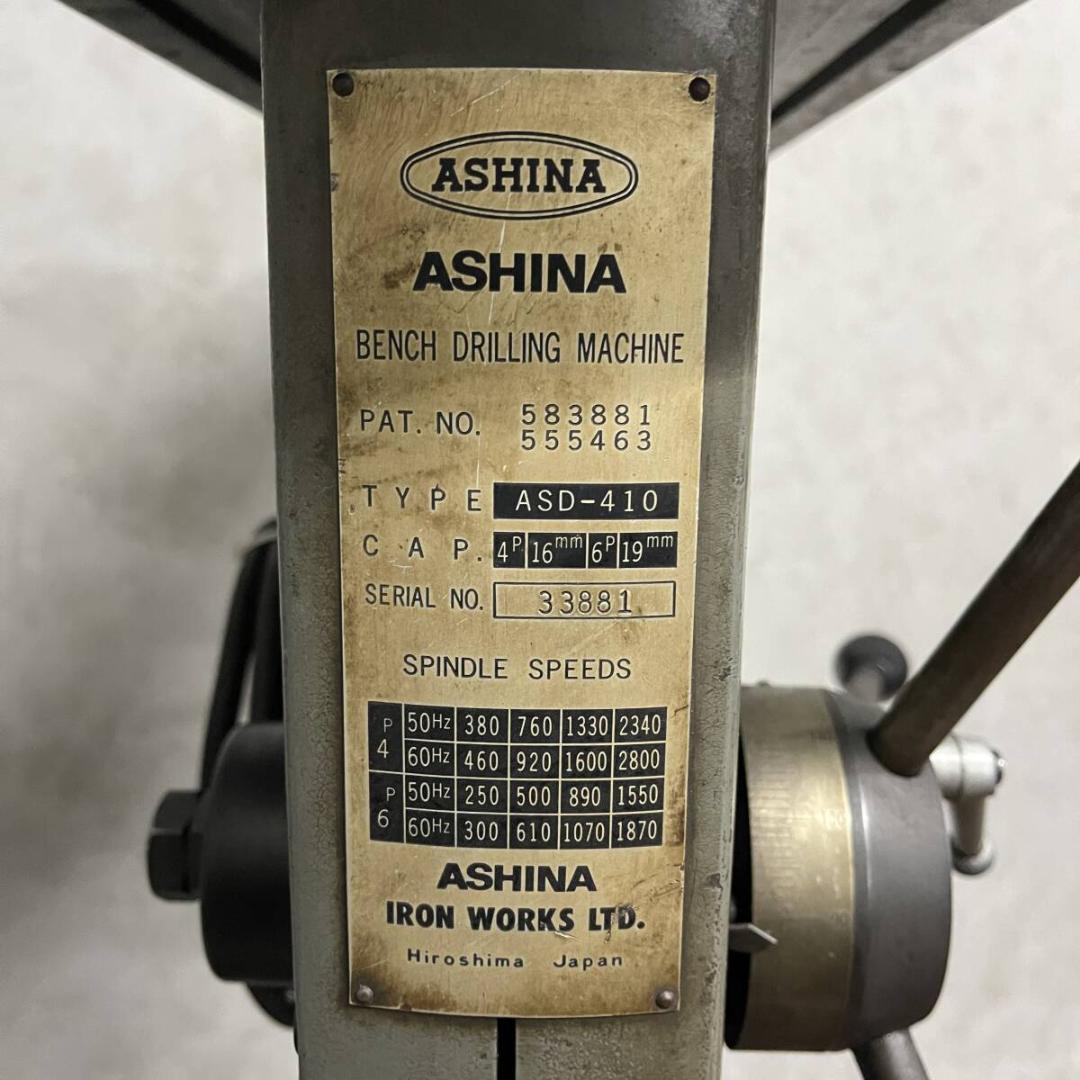 ASHINA
ASHINA
BENCH DRILLING MACHINE
PAT. NO. 583881
555463
TYPE ASD-410
CAP. 4P. 16mm 6P 19mm
SERIAL NO. 33881
SPINDLE SPEEDS
P 4 50Hz 380 760 1330 2340
60Hz 460 920 1600 2800
P 6 50Hz 250 500 890 1550
60Hz 300 610 1070 1870
ASHINA
IRON WORKS LTD.
Hiroshima Japan